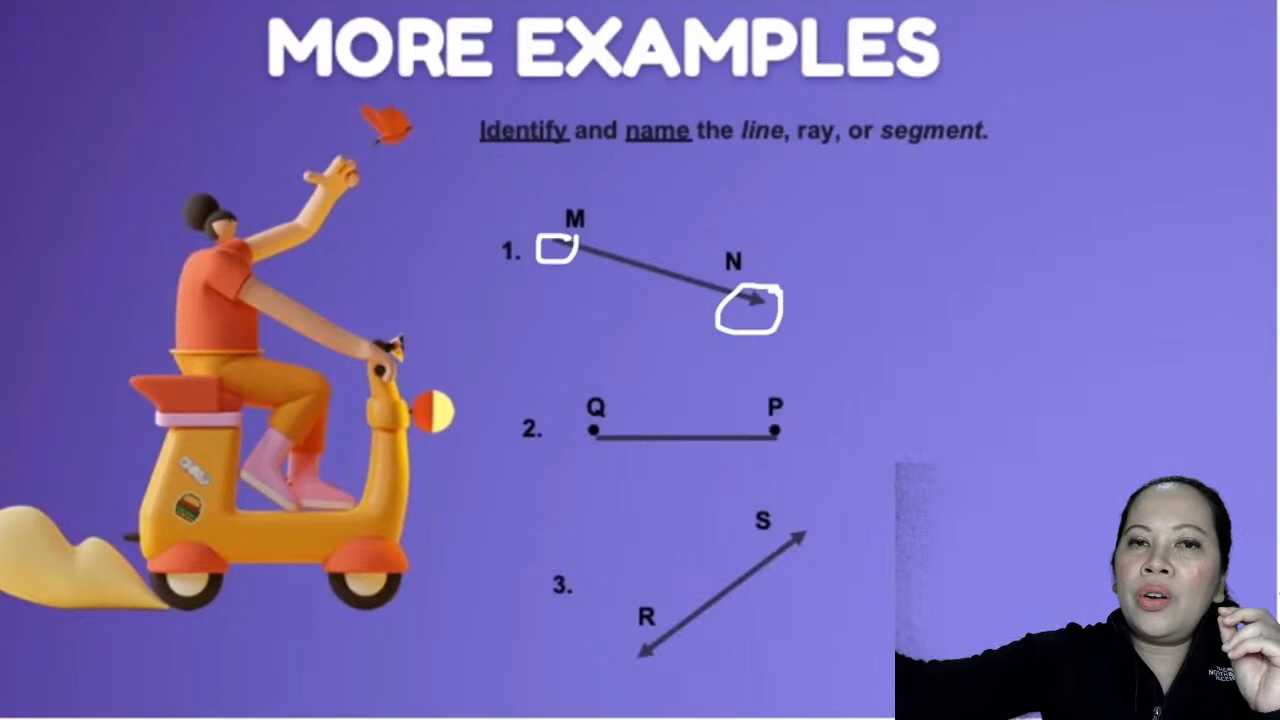 MORE EXAMPLES
Identify and name the line, ray, or segment.
M
1.
N
Q
P
2.
S
3.
R